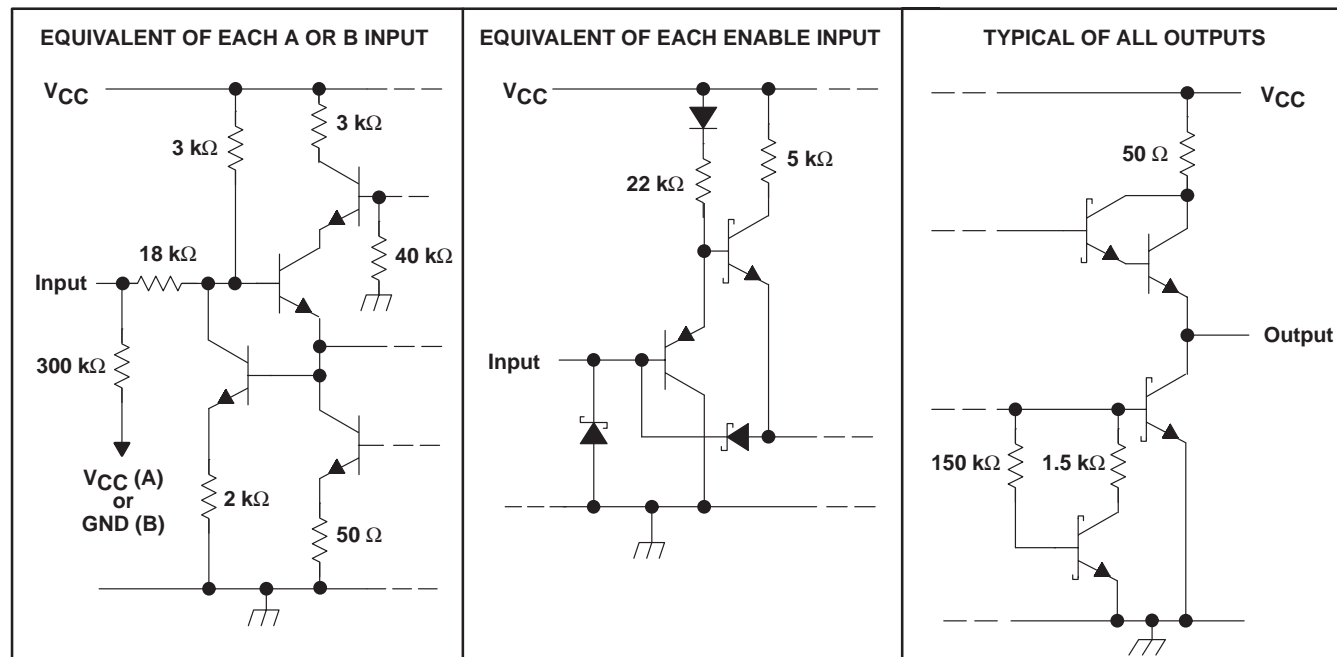 EQUIVALENT OF EACH A OR B INPUT
VCC
3 kΩ
3 kΩ
18 kΩ
40 kΩ
Input
300 kΩ
VCC (A)
or
GND (B)
2 kΩ
50 Ω
EQUIVALENT OF EACH ENABLE INPUT
VCC
5 kΩ
22 kΩ
Input
TYPICAL OF ALL OUTPUTS
VCC
50 Ω
Output
150 kΩ
1.5 kΩ